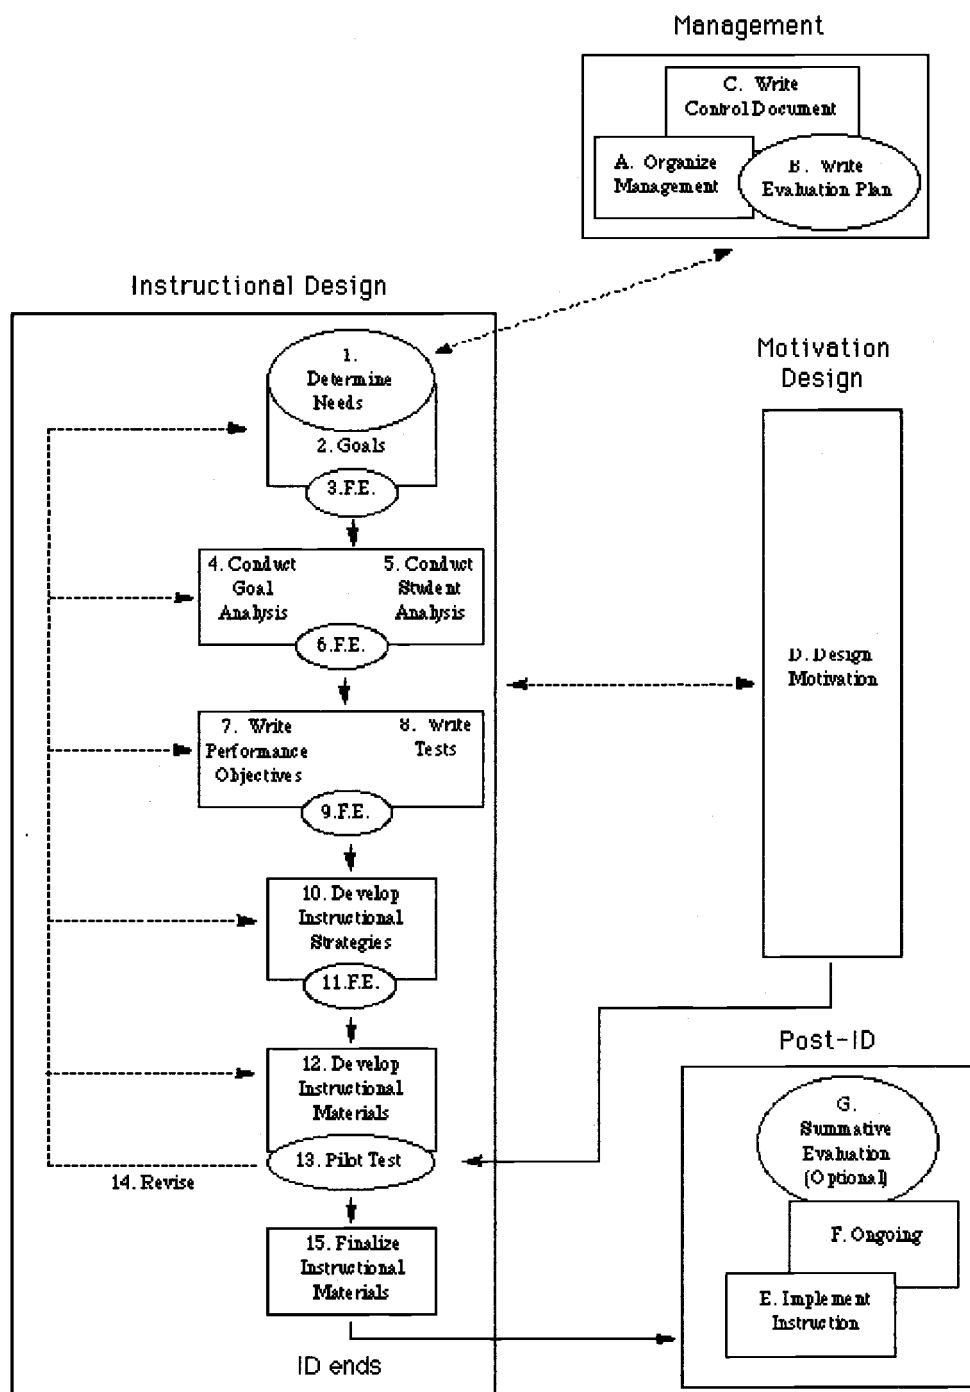 Management
C. Write
Control Document
A. Organize
Management
B. Write
Evaluation Plan
Instructional Design
1.
Determine
Needs
2. Goals
3.F.E.
4. Conduct
Goal
Analysis
5. Conduct
Student
Analysis
6.F.E.
7. Write
Performance
Objectives
8. Write
Tests
9.F.E.
10. Develop
Instructional
Strategies
11.F.E.
12. Develop
Instructional
Materials
13. Pilot Test
14. Revise
15. Finalize
Instructional
Materials
ID ends
Motivation
Design
D. Design
Motivation
Post-ID
G.
Summative
Evaluation
(Optional)
F. Ongoing
E. Implement
Instruction